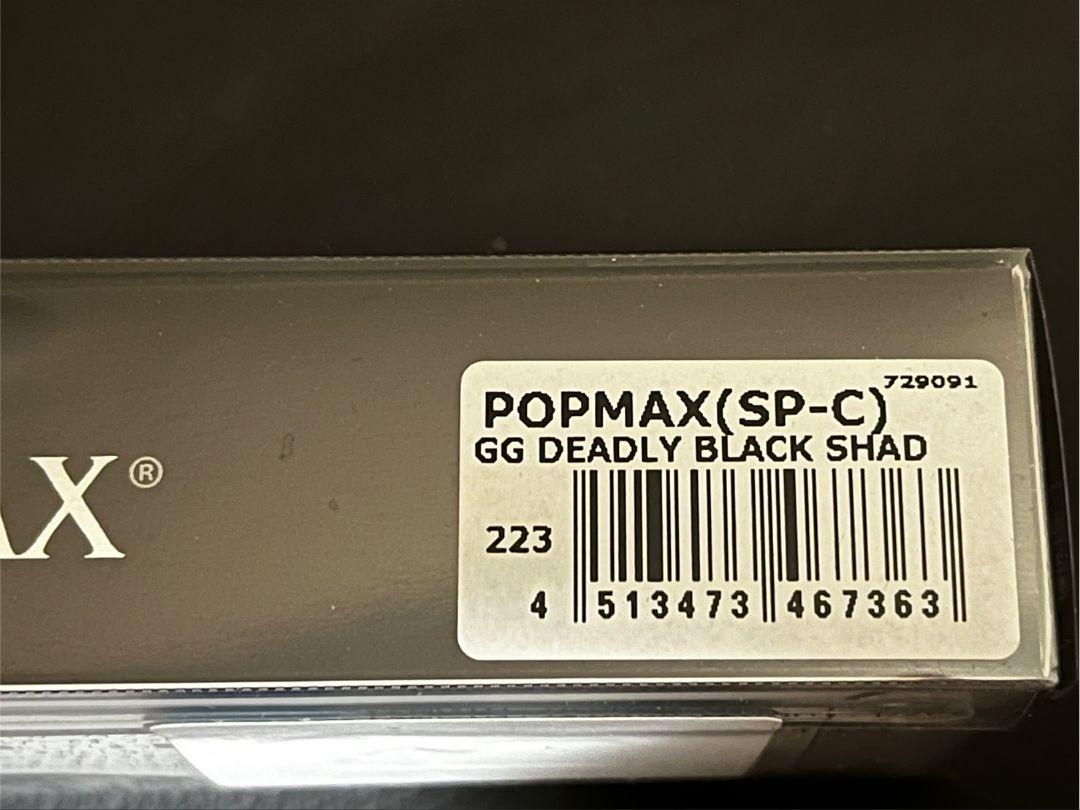 729091
POPMAX(SP-C)
GG DEADLY BLACK SHAD
223
4 513473 467363
AX®